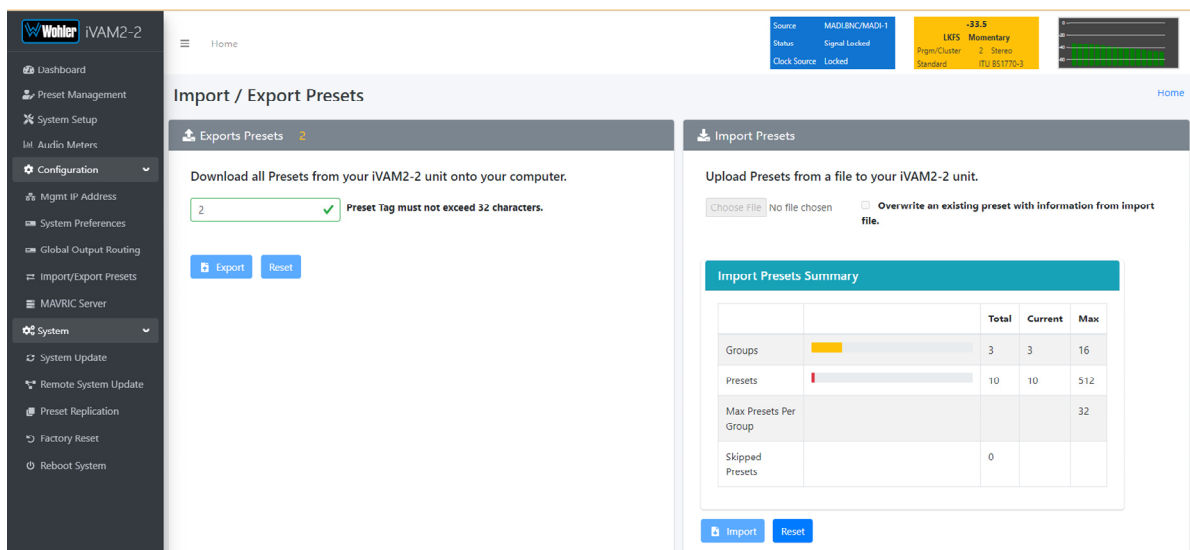 Wohler iVAM2-2
Dashboard
Preset Management
System Setup
Audio Meters
Configuration
Mgmt IP Address
System Preferences
Global Output Routing
Import/Export Presets
MAVRIC Server
System
System Update
Remote System Update
Preset Replication
Factory Reset
Reboot System
Home
Source MADI.BNC/MADI-1
Status Signal Locked
Clock Source Locked
-33.5
LKFS Momentary
Prgm/Cluster 2 Stereo
Standard ITU BS1770-3
0
-20
-40
-60
Import / Export Presets
Home
Exports Presets 2
Download all Presets from your iVAM2-2 unit onto your computer.
2
Preset Tag must not exceed 32 characters.
Export Reset
Import Presets
Upload Presets from a file to your iVAM2-2 unit.
Choose File No file chosen
Overwrite an existing preset with information from import
file.
Import Presets Summary
Total Current Max
Groups 3 3 16
Presets 10 10 512
Max Presets Per
Group
32
Skipped
Presets
0
Import Reset